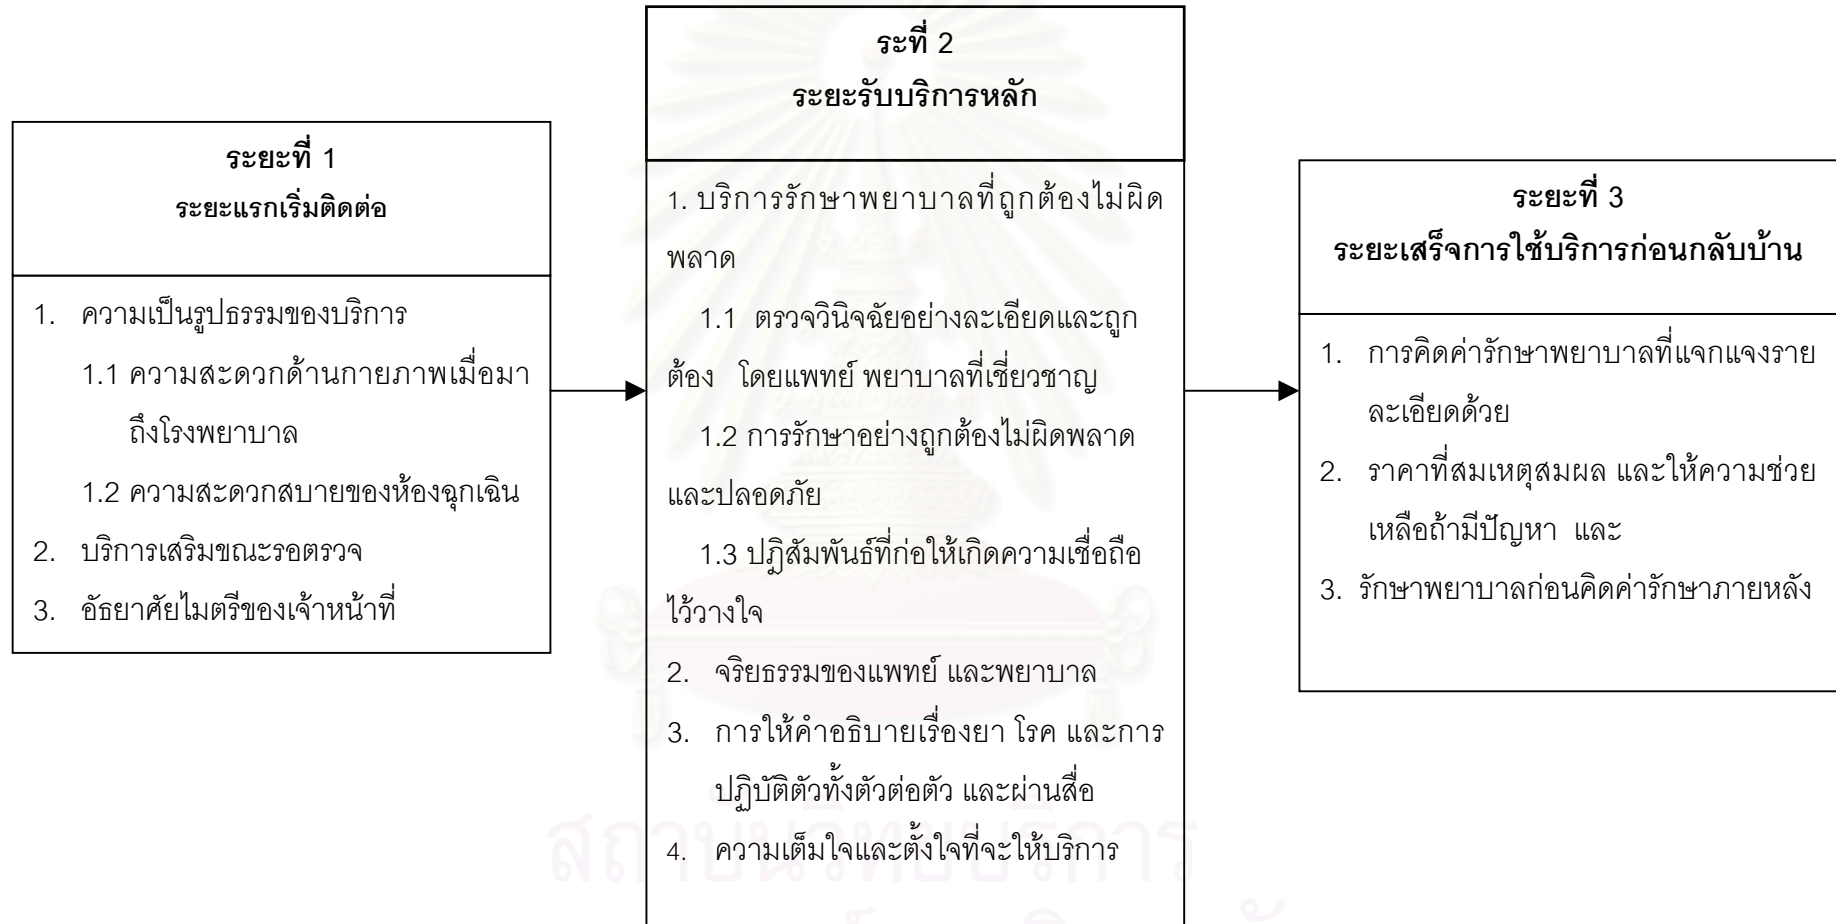 ระยะที่ 1
ระยะแรกเริ่มติดต่อ
1. ความเป็นรูปธรรมของบริการ
1.1 ความสะดวกด้านกายภาพเมื่อมา
ถึงโรงพยาบาล
1.2 ความสะดวกสบายของห้องฉุกเฉิน
2. บริการเสริมขณะรอตรวจ
3. อัธยาศัยไมตรีของเจ้าหน้าที่
ระที่ 2
ระยะรับบริการหลัก
1. บริการรักษาพยาบาลที่ถูกต้องไม่ผิด
พลาด
1.1 ตรวจวินิจฉัยอย่างละเอียดและถูก
ต้อง โดยแพทย์ พยาบาลที่เชี่ยวชาญ
1.2 การรักษาอย่างถูกต้องไม่ผิดพลาด
และปลอดภัย
1.3 ปฎิสัมพันธ์ที่ก่อให้เกิดความเชื่อถือ
ไว้วางใจ
2. จริยธรรมของแพทย์ และพยาบาล
3. การให้คำอธิบายเรื่องยา โรค และการ
ปฏิบัติตัวทั้งตัวต่อตัว และผ่านสื่อ
4. ความเต็มใจและตั้งใจที่จะให้บริการ
ระยะที่ 3
ระยะเสร็จการใช้บริการก่อนกลับบ้าน
1. การคิดค่ารักษาพยาบาลที่แจกแจงราย
ละเอียดด้วย
2. ราคาที่สมเหตุสมผล และให้ความช่วย
เหลือถ้ามีปัญหา และ
3. รักษาพยาบาลก่อนคิดค่ารักษาภายหลัง
สถาบันวิทยบริการ